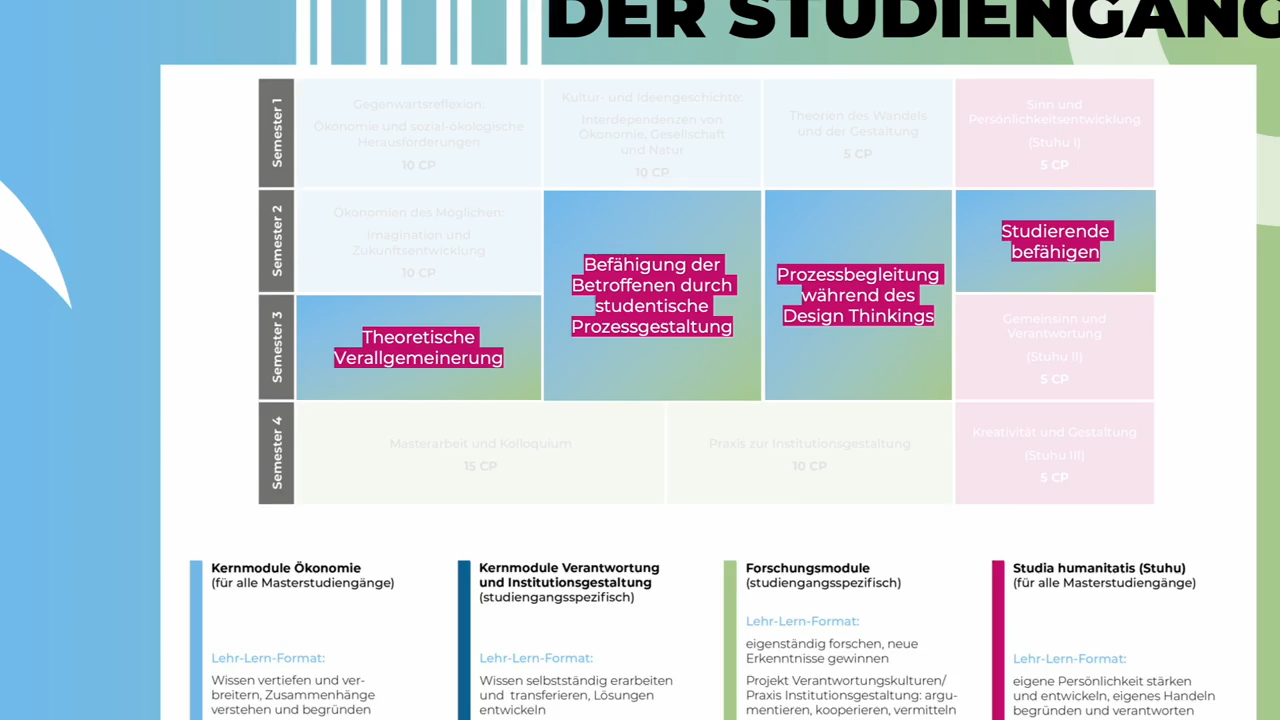 DER STUDIENGANG
Semester 1
Gegenwartsreflexion:
Ökonomie und sozial-ökologische
Herausforderungen
10 CP
Kultur- und Ideengeschichte:
Interdependenzen von
Ökonomie, Gesellschaft
und Natur
10 CP
Theorien des Wandels
und der Gestaltung
5 CP
Sinn und
Persönlichkeitsentwicklung
(Stuhu I)
5 CP
Semester 2
Ökonomien des Möglichen:
Imagination und
Zukunftsentwicklung
10 CP
Befähigung der
Betroffenen durch
studentische
Prozessgestaltung
Prozessbegleitung
während des
Design Thinkings
Studierende
befähigen
Semester 3
Theoretische
Verallgemeinerung
Gemeinsinn und
Verantwortung
(Stuhu II)
5 CP
Semester 4
Masterarbeit und Kolloquium
15 CP
Praxis zur Institutionsgestaltung
10 CP
Kreativität und Gestaltung
(Stuhu III)
5 CP
Kernmodule Ökonomie
(für alle Masterstudiengänge)
Lehr-Lern-Format:
Wissen vertiefen und ver-
breitern, Zusammenhänge
verstehen und begründen
Kernmodule Verantwortung
und Institutionsgestaltung
(studiengangsspezifisch)
Lehr-Lern-Format:
Wissen selbstständig erarbeiten
und transferieren, Lösungen
entwickeln
Forschungsmodule
(studiengangsspezifisch)
Lehr-Lern-Format:
eigenständig forschen, neue
Erkenntnisse gewinnen
Projekt Verantwortungskulturen/
Praxis Institutionsgestaltung: argu-
mentieren, kooperieren, vermitteln
Studia humanitatis (Stuhu)
(für alle Masterstudiengänge)
Lehr-Lern-Format:
eigene Persönlichkeit stärken
und entwickeln, eigenes Handeln
begründen und verantworten